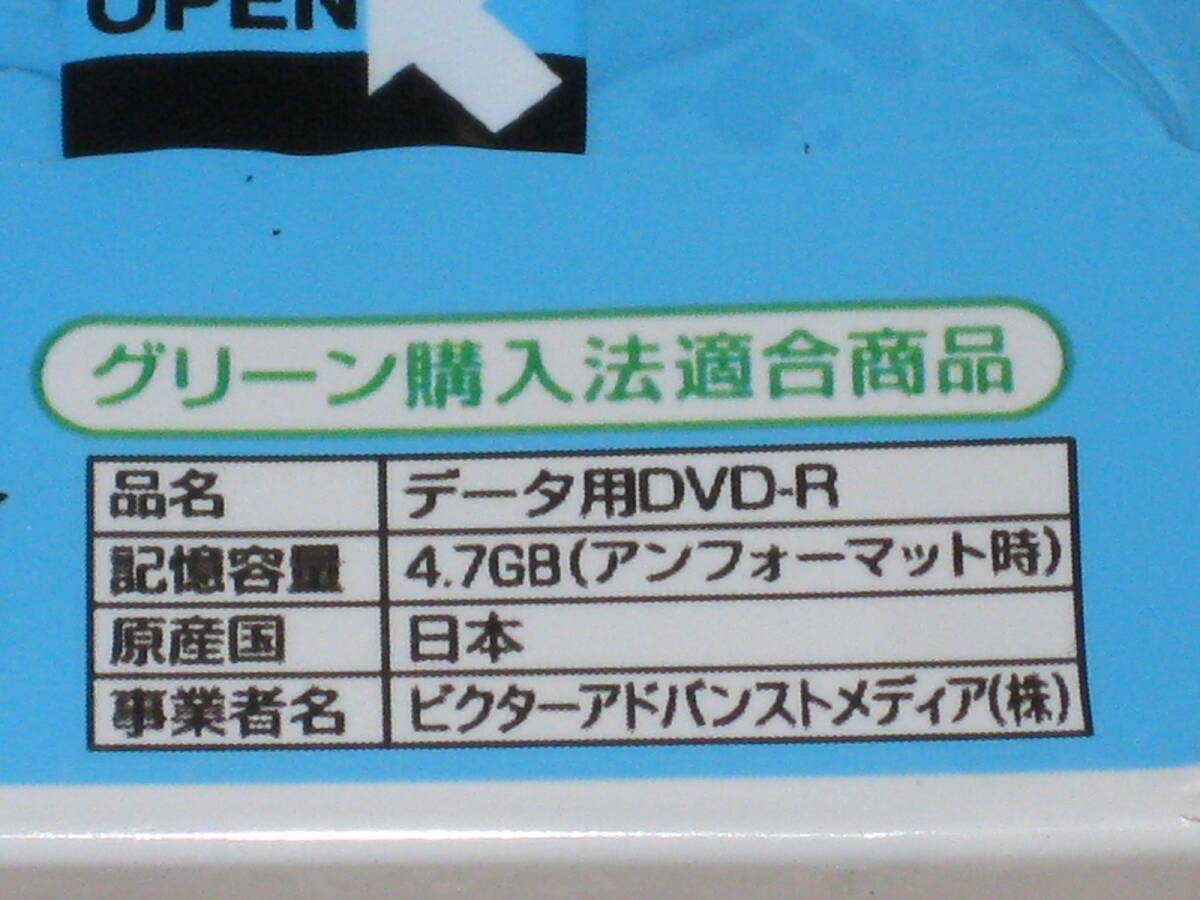 OPEN
グリーン購入法適合商品
品名 データ用DVD-R
記憶容量 4.7GB(アンフォーマット時)
原産国 日本
事業者名 ビクターアドバンストメディア(株)